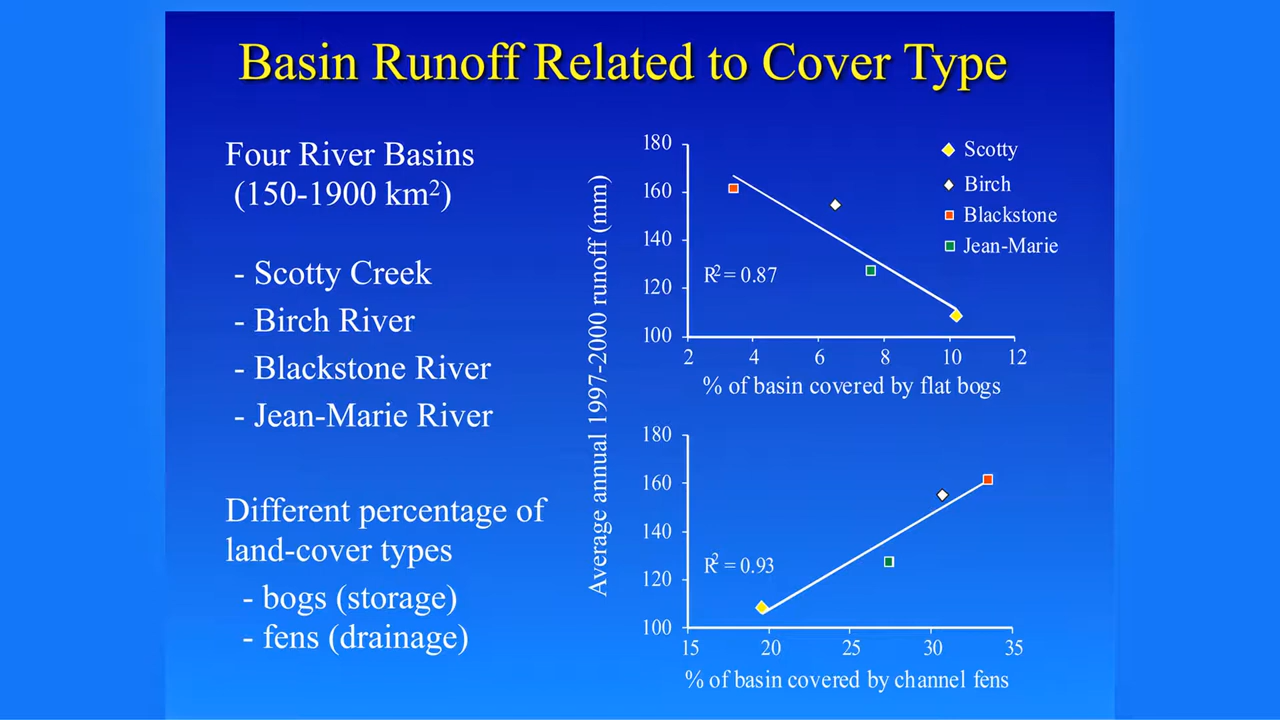 Basin Runoff Related to Cover Type
Four River Basins
(150-1900 km²)
- Scotty Creek
- Birch River
- Blackstone River
- Jean-Marie River
Different percentage of
land-cover types
- bogs (storage)
- fens (drainage)
Average annual 1997-2000 runoff (mm)
180
160
140
120
100
R² = 0.87
Scotty
Birch
Blackstone
Jean-Marie
2 4 6 8 10 12
% of basin covered by flat bogs
180
160
140
120
100
R² = 0.93
15 20 25 30 35
% of basin covered by channel fens